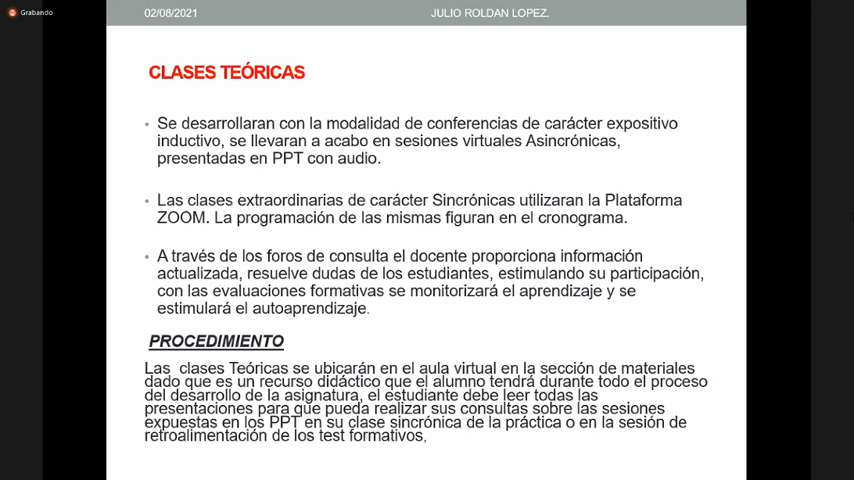 Grabando
02/08/2021
JULIO ROLDAN LOPEZ.
CLASES TEÓRICAS
• Se desarrollaran con la modalidad de conferencias de carácter expositivo
inductivo, se llevaran a acabo en sesiones virtuales Asincrónicas,
presentadas en PPT con audio.
• Las clases extraordinarias de carácter Sincrónicas utilizaran la Plataforma
ZOOM. La programación de las mismas figuran en el cronograma.
• A través de los foros de consulta el docente proporciona información
actualizada, resuelve dudas de los estudiantes, estimulando su participación,
con las evaluaciones formativas se monitorizará el aprendizaje y se
estimulará el autoaprendizaje.
PROCEDIMIENTO
Las clases Teóricas se ubicarán en el aula virtual en la sección de materiales
dado que es un recurso didáctico que el alumno tendrá durante todo el proceso
del desarrollo de la asignatura, el estudiante debe leer todas las
presentaciones para que pueda realizar sus consultas sobre las sesiones
expuestas en los PPT en su clase sincrónica de la práctica o en la sesión de
retroalimentación de los test formativos,